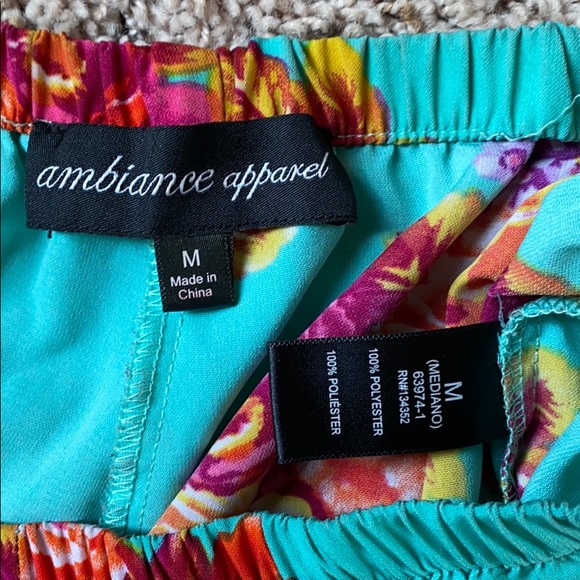 ambiance apparel
M
Made in
China
M
(MEDIANO)
63974-1
RN#134352
100% POLYESTER
100% POLIÉSTER